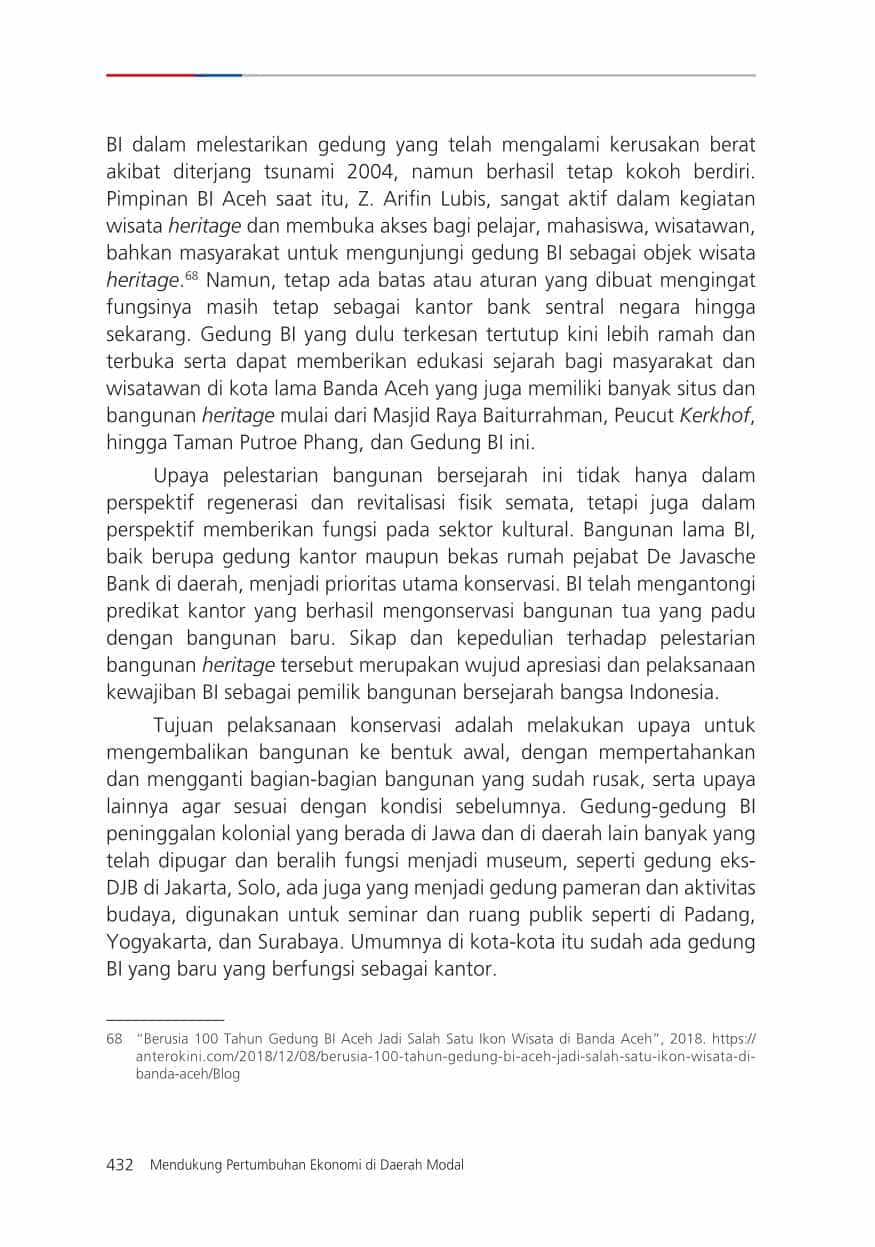 BI dalam melestarikan gedung yang telah mengalami kerusakan berat
akibat diterjang tsunami 2004, namun berhasil tetap kokoh berdiri.
Pimpinan BI Aceh saat itu, Z. Arifin Lubis, sangat aktif dalam kegiatan
wisata heritage dan membuka akses bagi pelajar, mahasiswa, wisatawan,
bahkan masyarakat untuk mengunjungi gedung BI sebagai objek wisata
heritage.68 Namun, tetap ada batas atau aturan yang dibuat mengingat
fungsinya masih tetap sebagai kantor bank sentral negara hingga
sekarang. Gedung BI yang dulu terkesan tertutup kini lebih ramah dan
terbuka serta dapat memberikan edukasi sejarah bagi masyarakat dan
wisatawan di kota lama Banda Aceh yang juga memiliki banyak situs dan
bangunan heritage mulai dari Masjid Raya Baiturrahman, Peucut Kerkhof,
hingga Taman Putroe Phang, dan Gedung BI ini.
Upaya pelestarian bangunan bersejarah ini tidak hanya dalam
perspektif regenerasi dan revitalisasi fisik semata, tetapi juga dalam
perspektif memberikan fungsi pada sektor kultural. Bangunan lama BI,
baik berupa gedung kantor maupun bekas rumah pejabat De Javasche
Bank di daerah, menjadi prioritas utama konservasi. BI telah mengantongi
predikat kantor yang berhasil mengonservasi bangunan tua yang padu
dengan bangunan baru. Sikap dan kepedulian terhadap pelestarian
bangunan heritage tersebut merupakan wujud apresiasi dan pelaksanaan
kewajiban BI sebagai pemilik bangunan bersejarah bangsa Indonesia.
Tujuan pelaksanaan konservasi adalah melakukan upaya untuk
mengembalikan bangunan ke bentuk awal, dengan mempertahankan
dan mengganti bagian-bagian bangunan yang sudah rusak, serta upaya
lainnya agar sesuai dengan kondisi sebelumnya. Gedung-gedung BI
peninggalan kolonial yang berada di Jawa dan di daerah lain banyak yang
telah dipugar dan beralih fungsi menjadi museum, seperti gedung eks-
DJB di Jakarta, Solo, ada juga yang menjadi gedung pameran dan aktivitas
budaya, digunakan untuk seminar dan ruang publik seperti di Padang,
Yogyakarta, dan Surabaya. Umumnya di kota-kota itu sudah ada gedung
BI yang baru yang berfungsi sebagai kantor.
68 “Berusia 100 Tahun Gedung BI Aceh Jadi Salah Satu Ikon Wisata di Banda Aceh”, 2018. https://
anterokini.com/2018/12/08/berusia-100-tahun-gedung-bi-aceh-jadi-salah-satu-ikon-wisata-di-
banda-aceh/Blog
432 Mendukung Pertumbuhan Ekonomi di Daerah Modal